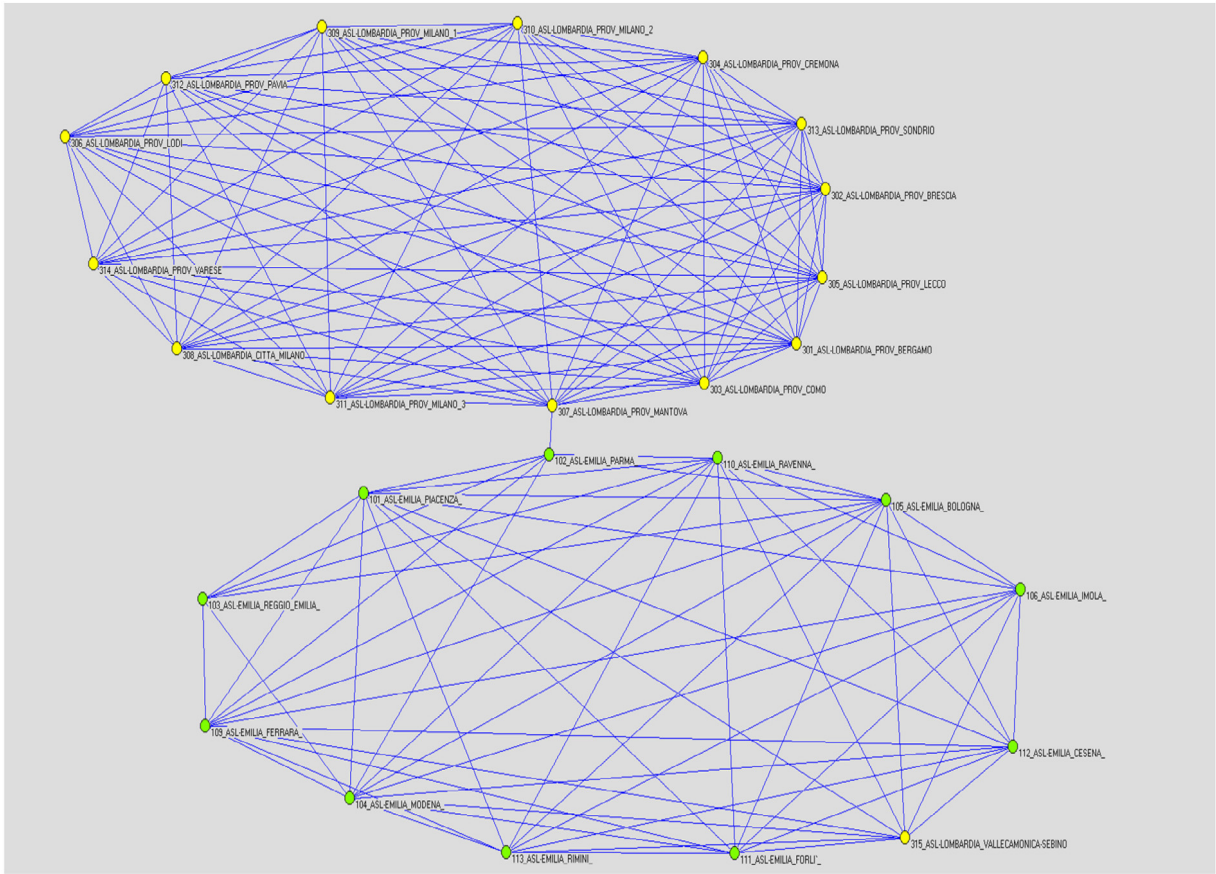 310_ASL-LOMBARDIA_PROV_MILANO_2
309_ASL-LOMBARDIA_PROV_MILANO_1
304_ASL-LOMBARDIA_PROV_CREMONA
312_ASL-LOMBARDIA_PROV_PAVIA
313_ASL-LOMBARDIA_PROV_SONDRIO
306_ASL-LOMBARDIA_PROV_LODI
302_ASL-LOMBARDIA_PROV_BRESCIA
314_ASL-LOMBARDIA_PROV_VARESE
305_ASL-LOMBARDIA_PROV_LECCO
301_ASL-LOMBARDIA_PROV_BERGAMO
308_ASL-LOMBARDIA_CITTA_MILANO
303_ASL-LOMBARDIA_PROV_COMO
311_ASL-LOMBARDIA_PROV_MILANO_3
307_ASL-LOMBARDIA_PROV_MANTOVA
102_ASL-EMILIA_PARMA_
110_ASL-EMILIA_RAVENNA_
101_ASL-EMILIA_PIACENZA_
105_ASL-EMILIA_BOLOGNA_
106_ASL-EMILIA_IMOLA_
103_ASL-EMILIA_REGGIO_EMILIA_
109_ASL-EMILIA_FERRARA_
112_ASL-EMILIA_CESENA_
104_ASL-EMILIA_MODENA_
315_ASL-LOMBARDIA_VALLECAMONICA-SEBINO
113_ASL-EMILIA_RIMINI_
111_ASL-EMILIA_FORLI'_